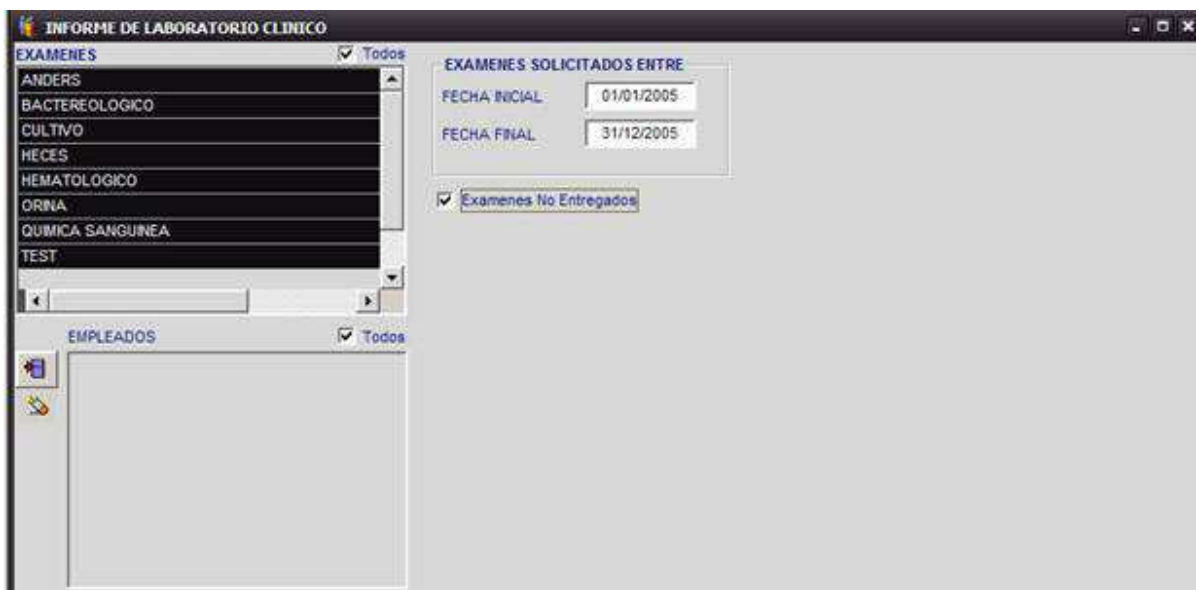 INFORME DE LABORATORIO CLINICO
EXAMENES Todos
ANDERS
BACTEREOLOGICO
CULTIVO
HECES
HEMATOLOGICO
ORINA
QUIMICA SANGUINEA
TEST
EXAMENES SOLICITADOS ENTRE
FECHA INICIAL 01/01/2005
FECHA FINAL 31/12/2005
Examenes No Entregados
EMPLEADOS Todos